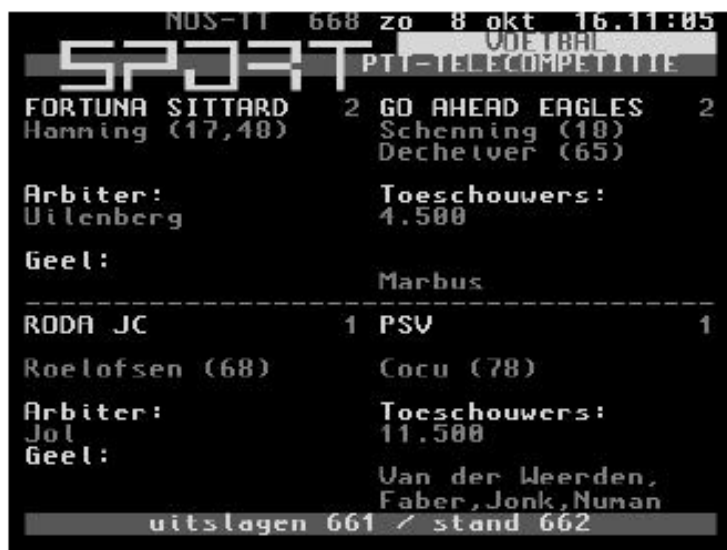 NOS-TT 668 zo 8 okt 16.11:05
VOETBAL
SPORT
PTT-TELECOMPETITIE
FORTUNA SITTARD 2 GO AHEAD EAGLES 2
Hamming (17,48) Schenning (18)
Dechelver (65)
Arbiter: Toeschouwers:
Uilenberg 4.500
Geel:
Marbus
RODA JC 1 PSV 1
Roelofsen (68) Cocu (78)
Arbiter: Toeschouwers:
Jol 11.500
Geel:
Van der Weerden,
Faber,Jonk,Numan
uitslagen 661 / stand 662